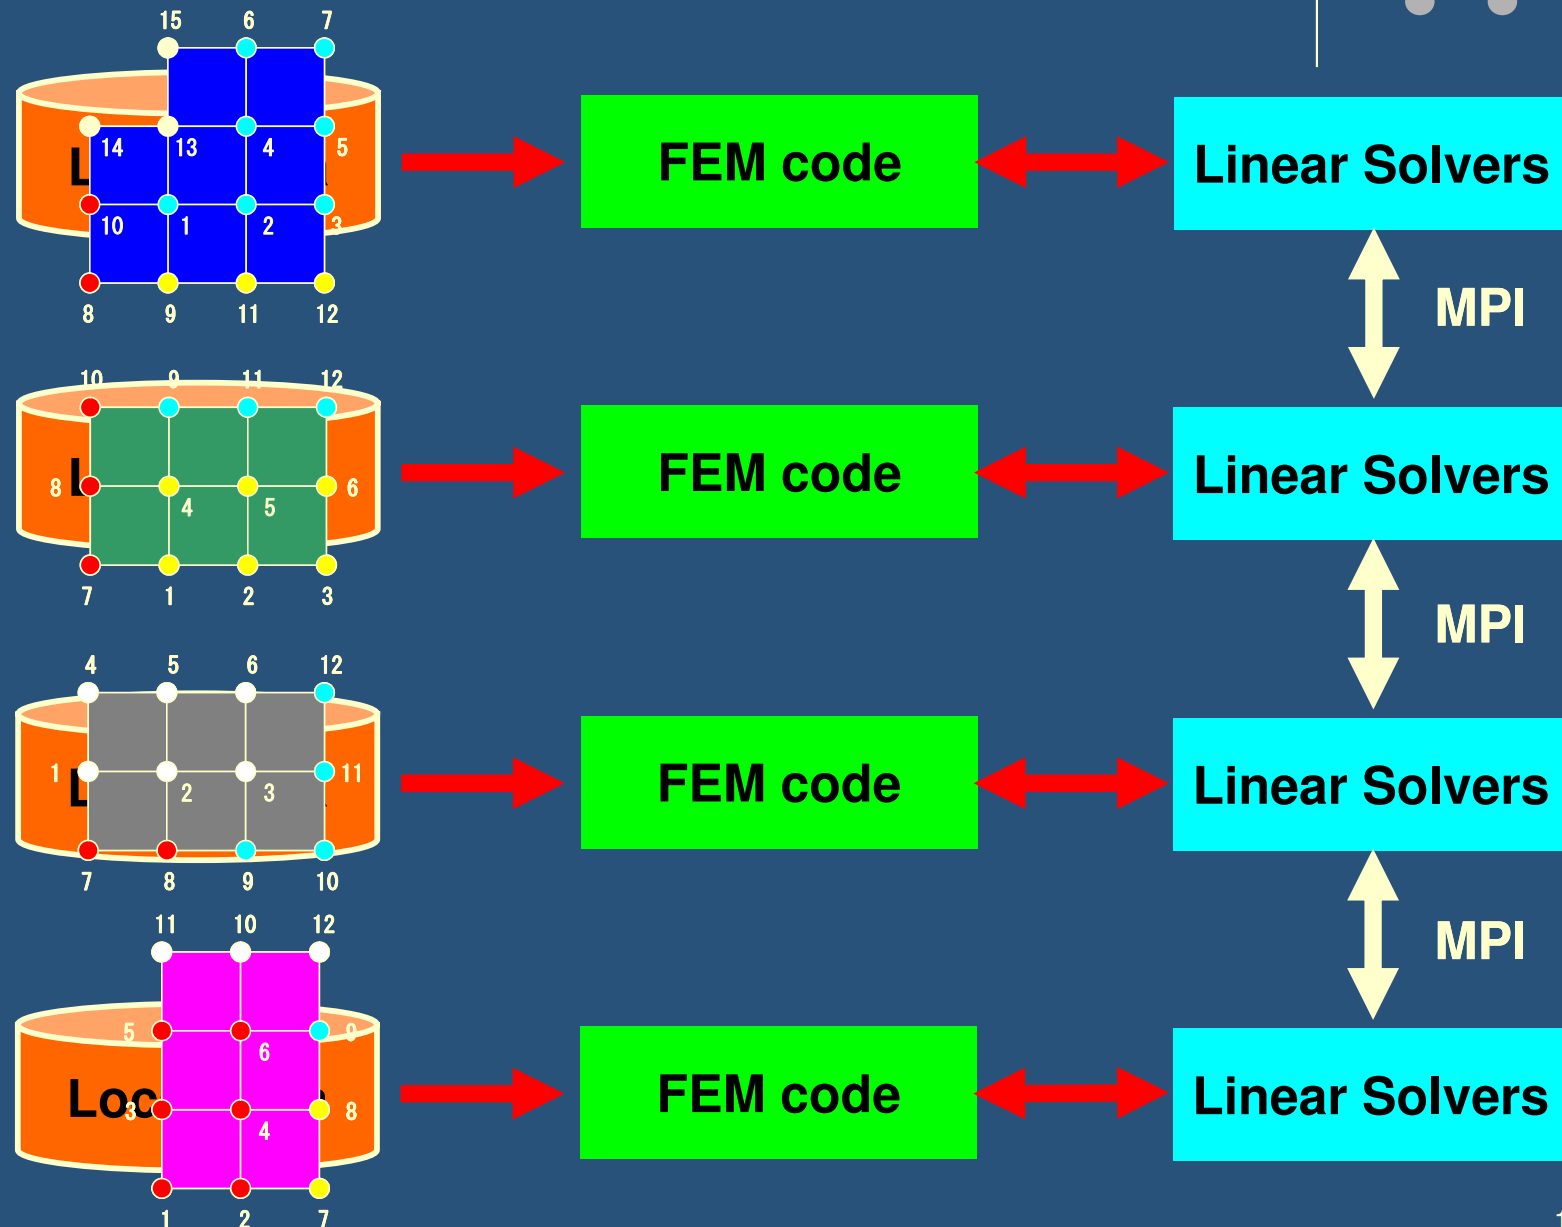 15 6 7
14 13 4 5
10 1 2 3
8 9 11 12
FEM code
Linear Solvers
MPI
10 9 11 12
8 4 5 6
7 1 2 3
FEM code
Linear Solvers
MPI
4 5 6 12
1 2 3 11
7 8 9 10
FEM code
Linear Solvers
MPI
11 10 12
5 6 9
3 4 8
1 2 7
FEM code
Linear Solvers